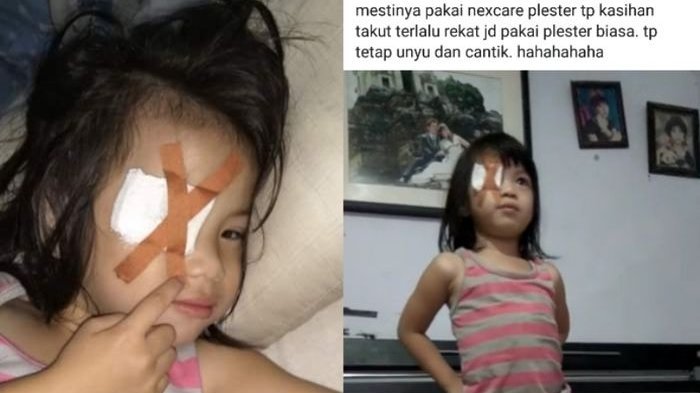 mestinya pakai nexcare plester tp kasihan
takut terlalu rekat jd pakai plester biasa. tp
tetap unyu dan cantik. hahahahaha